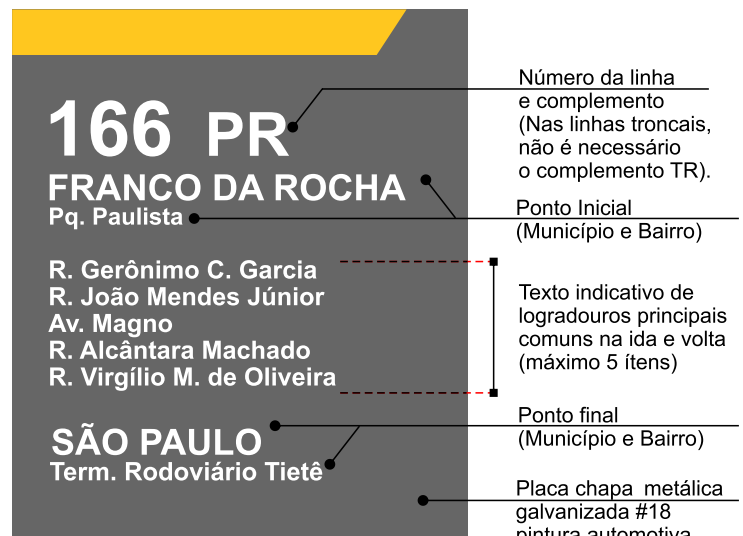 166 PR
FRANCO DA ROCHA
Pq. Paulista
R. Gerônimo C. Garcia
R. João Mendes Júnior
Av. Magno
R. Alcântara Machado
R. Virgílio M. de Oliveira
SÃO PAULO
Term. Rodoviário Tietê
Número da linha
e complemento
(Nas linhas troncais,
não é necessário
o complemento TR).
Ponto Inicial
(Município e Bairro)
Texto indicativo de
logradouros principais
comuns na ida e volta
(máximo 5 ítens)
Ponto final
(Município e Bairro)
Placa chapa metálica
galvanizada #18
pintura automotiva